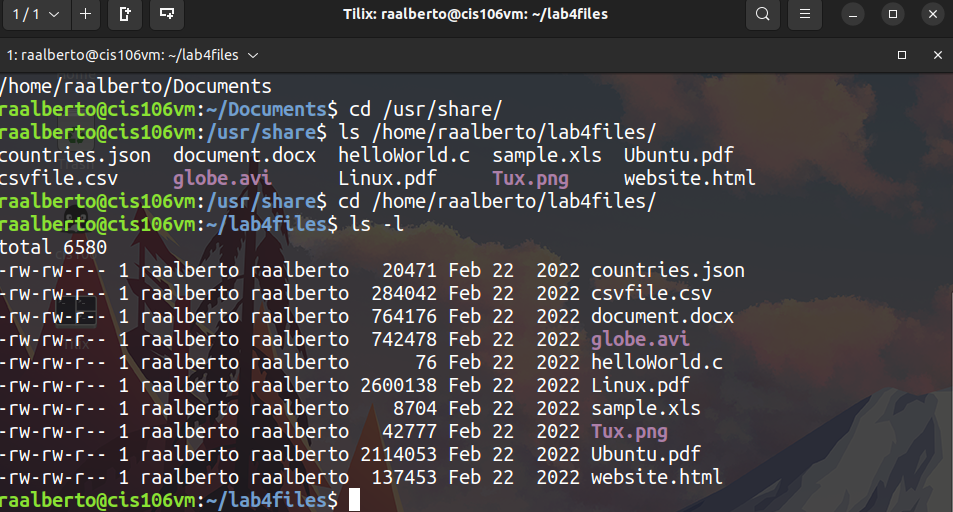 1 / 1
Tilix: raalberto@cis106vm: ~/lab4files
1: raalberto@cis106vm: ~/lab4files
/home/raalberto/Documents
raalberto@cis106vm:~/Documents$ cd /usr/share/
raalberto@cis106vm:/usr/share$ ls /home/raalberto/lab4files/
countries.json  document.docx  helloWorld.c  sample.xls  Ubuntu.pdf
csvfile.csv     globe.avi      Linux.pdf     Tux.png     website.html
raalberto@cis106vm:/usr/share$ cd /home/raalberto/lab4files/
raalberto@cis106vm:~/lab4files$ ls -l
total 6580
-rw-rw-r-- 1 raalberto raalberto   20471 Feb 22  2022 countries.json
-rw-rw-r-- 1 raalberto raalberto  284042 Feb 22  2022 csvfile.csv
-rw-rw-r-- 1 raalberto raalberto  764176 Feb 22  2022 document.docx
-rw-rw-r-- 1 raalberto raalberto  742478 Feb 22  2022 globe.avi
-rw-rw-r-- 1 raalberto raalberto      76 Feb 22  2022 helloWorld.c
-rw-rw-r-- 1 raalberto raalberto 2600138 Feb 22  2022 Linux.pdf
-rw-rw-r-- 1 raalberto raalberto    8704 Feb 22  2022 sample.xls
-rw-rw-r-- 1 raalberto raalberto   42777 Feb 22  2022 Tux.png
-rw-rw-r-- 1 raalberto raalberto 2114053 Feb 22  2022 Ubuntu.pdf
-rw-rw-r-- 1 raalberto raalberto  137453 Feb 22  2022 website.html
raalberto@cis106vm:~/lab4files$